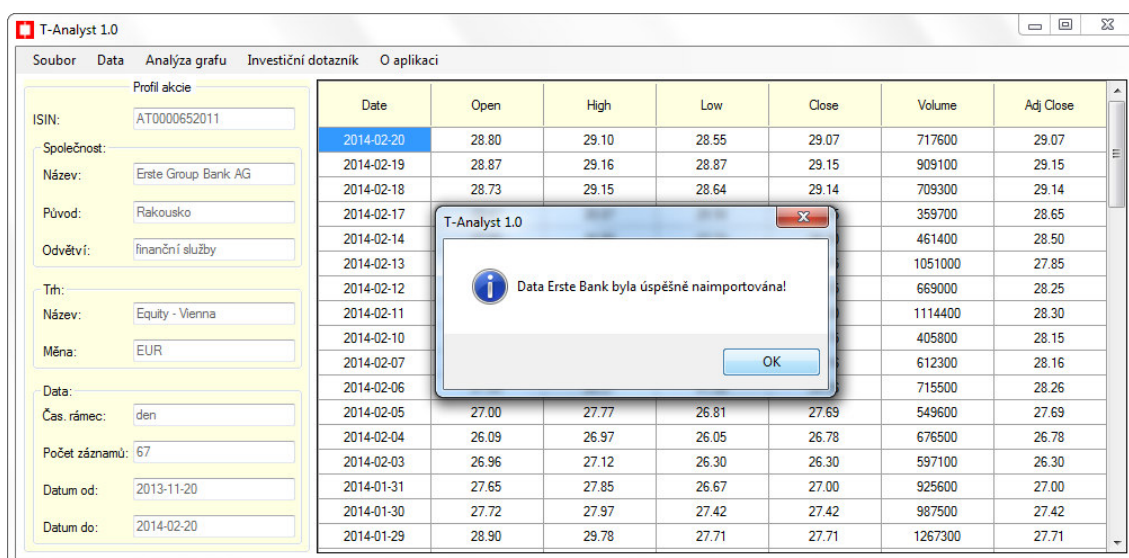 T-Analyst 1.0
Soubor Data Analýza grafu Investiční dotazník O aplikaci
Profil akcie
ISIN: AT0000652011
Společnost:
Název: Erste Group Bank AG
Původ: Rakousko
Odvětví: finanční služby
Trh:
Název: Equity - Vienna
Měna: EUR
Data:
Čas. rámec: den
Počet záznamů: 67
Datum od: 2013-11-20
Datum do: 2014-02-20
Date Open High Low Close Volume Adj Close
2014-02-20 28.80 29.10 28.55 29.07 717600 29.07
2014-02-19 28.87 29.16 28.87 29.15 909100 29.15
2014-02-18 28.73 29.15 28.64 29.14 709300 29.14
2014-02-17 359700 28.65
2014-02-14 461400 28.50
2014-02-13 1051000 27.85
2014-02-12 669000 28.25
2014-02-11 1114400 28.30
2014-02-10 405800 28.15
2014-02-07 612300 28.16
2014-02-06 715500 28.26
2014-02-05 27.00 27.77 26.81 27.69 549600 27.69
2014-02-04 26.09 26.97 26.05 26.78 676500 26.78
2014-02-03 26.96 27.12 26.30 26.30 597100 26.30
2014-01-31 27.65 27.85 26.67 27.00 925600 27.00
2014-01-30 27.72 27.97 27.42 27.42 987500 27.42
2014-01-29 28.90 29.78 27.71 27.71 1267300 27.71
T-Analyst 1.0
Data Erste Bank byla úspěšně naimportována!
OK